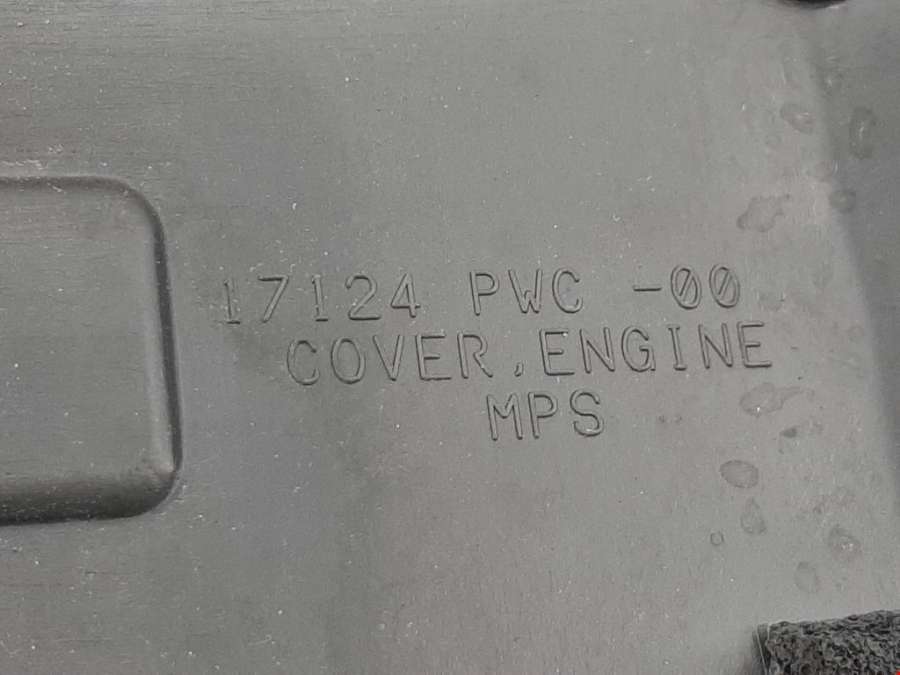 17124 PWC -00
COVER,ENGINE
MPS